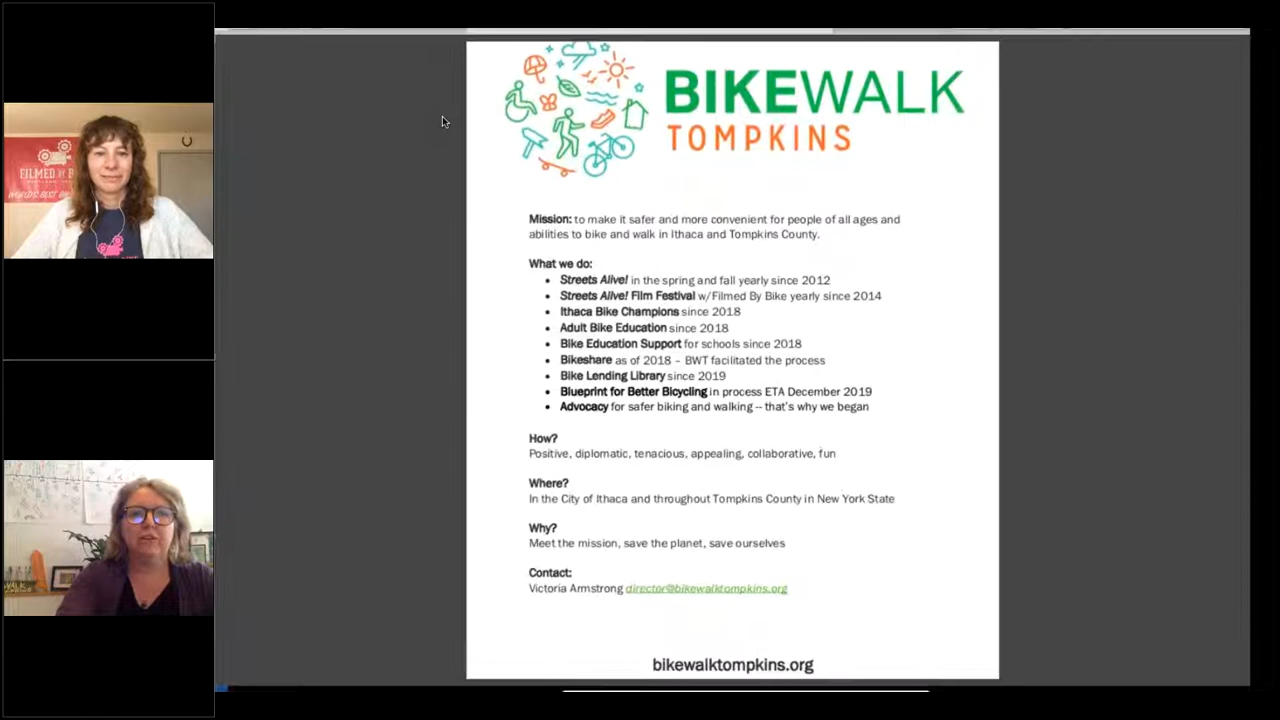 FILMED by B
WORLD'S BEST BI
BIKEWALK
TOMPKINS
Mission: to make it safer and more convenient for people of all ages and
abilities to bike and walk in Ithaca and Tompkins County.
What we do:
• Streets Alive! in the spring and fall yearly since 2012
• Streets Alive! Film Festival w/Filmed By Bike yearly since 2014
• Ithaca Bike Champions since 2018
• Adult Bike Education since 2018
• Bike Education Support for schools since 2018
• Bikeshare as of 2018 – BWT facilitated the process
• Bike Lending Library since 2019
• Blueprint for Better Bicycling in process ETA December 2019
• Advocacy for safer biking and walking -- that's why we began
How?
Positive, diplomatic, tenacious, appealing, collaborative, fun
Where?
In the City of Ithaca and throughout Tompkins County in New York State
Why?
Meet the mission, save the planet, save ourselves
Contact:
Victoria Armstrong director@bikewalktompkins.org
bikewalktompkins.org